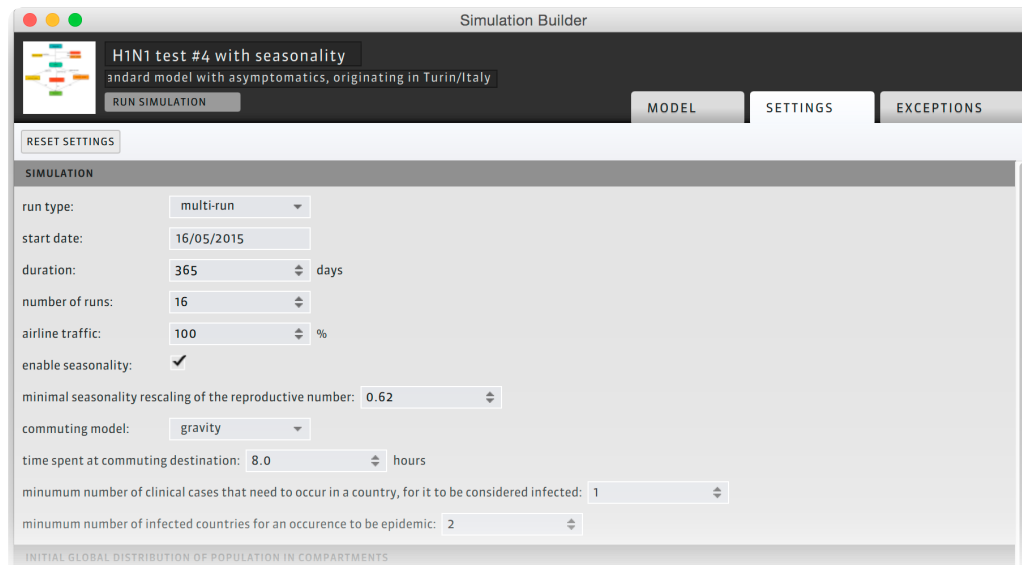 Simulation Builder
H1N1 test #4 with seasonality
andard model with asymptomatics, originating in Turin/Italy
RUN SIMULATION
MODEL SETTINGS EXCEPTIONS
RESET SETTINGS
SIMULATION
run type: multi-run
start date: 16/05/2015
duration: 365 days
number of runs: 16
airline traffic: 100 %
enable seasonality:
minimal seasonality rescaling of the reproductive number: 0.62
commuting model: gravity
time spent at commuting destination: 8.0 hours
minumum number of clinical cases that need to occur in a country, for it to be considered infected: 1
minimum number of infected countries for an occurence to be epidemic: 2
INITIAL GLOBAL DISTRIBUTION OF POPULATION IN COMPARTMENTS